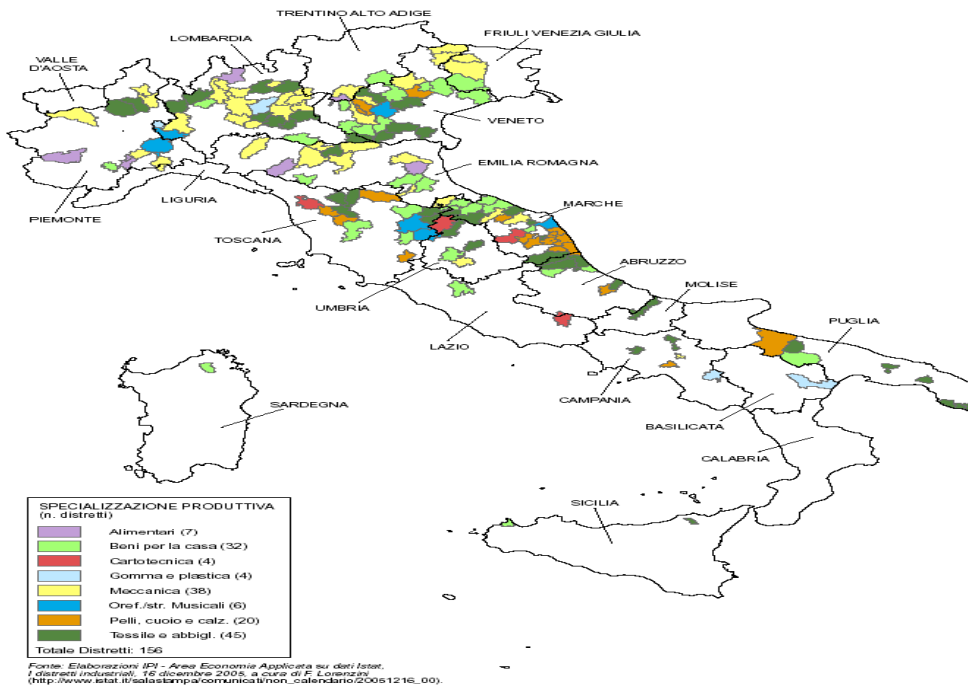 TRENTINO ALTO ADIGE
LOMBARDIA
FRIULI VENEZIA GIULIA
VALLE
D'AOSTA
VENETO
EMILIA ROMAGNA
LIGURIA
PIEMONTE
MARCHE
TOSCANA
ABRUZZO
MOLISE
UMBRIA
PUGLIA
LAZIO
CAMPANIA
SARDEGNA
BASILICATA
CALABRIA
SICILIA
SPECIALIZZAZIONE PRODUTTIVA
(n. distretti)
Alimentari (7)
Beni per la casa (32)
Cartotecnica (4)
Gomma e plastica (4)
Meccanica (38)
Oref./str. Musicali (6)
Pelli, cuoio e calz. (20)
Tessile e abbigl. (45)
Totale Distretti: 156
Fonte: Elaborazioni IPI - Area Economia Applicata su dati Istat,
I distretti industriali, 16 dicembre 2005, a cura di F. Lorenzini
(http://www.istat.it/salastampa/comunicati/non_calendario/20051216_00).